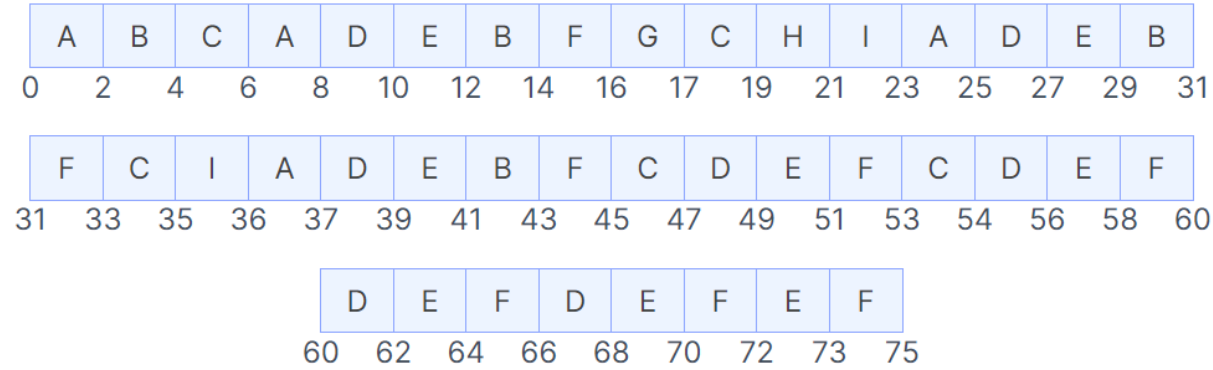 A B C A D E B F G C H I A D E B
0 2 4 6 8 10 12 14 16 17 19 21 23 25 27 29 31
F C I A D E B F C D E F C D E F
31 33 35 36 37 39 41 43 45 47 49 51 53 54 56 58 60
D E F D E F E F
60 62 64 66 68 70 72 73 75